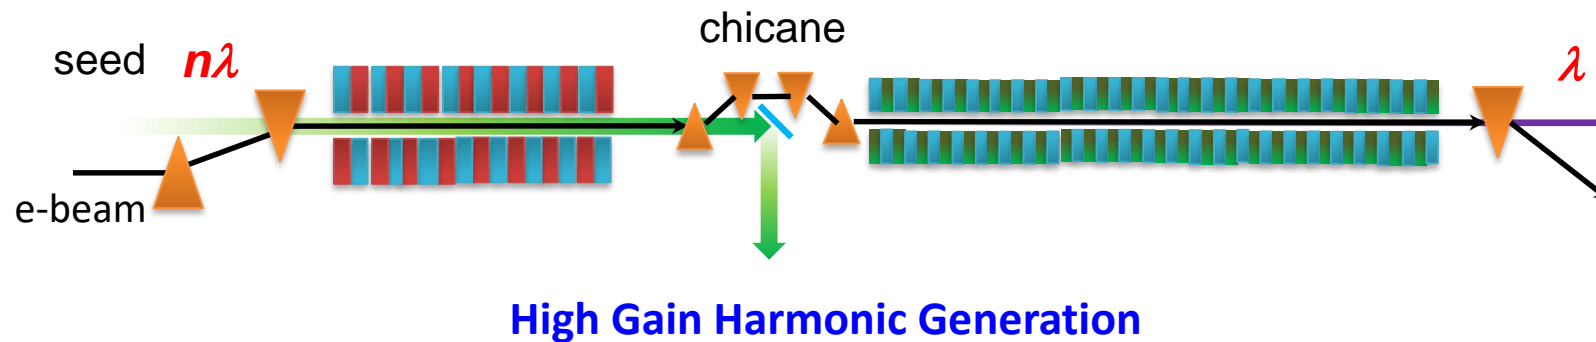 chicane
seed nλ
λ
e-beam
High Gain Harmonic Generation